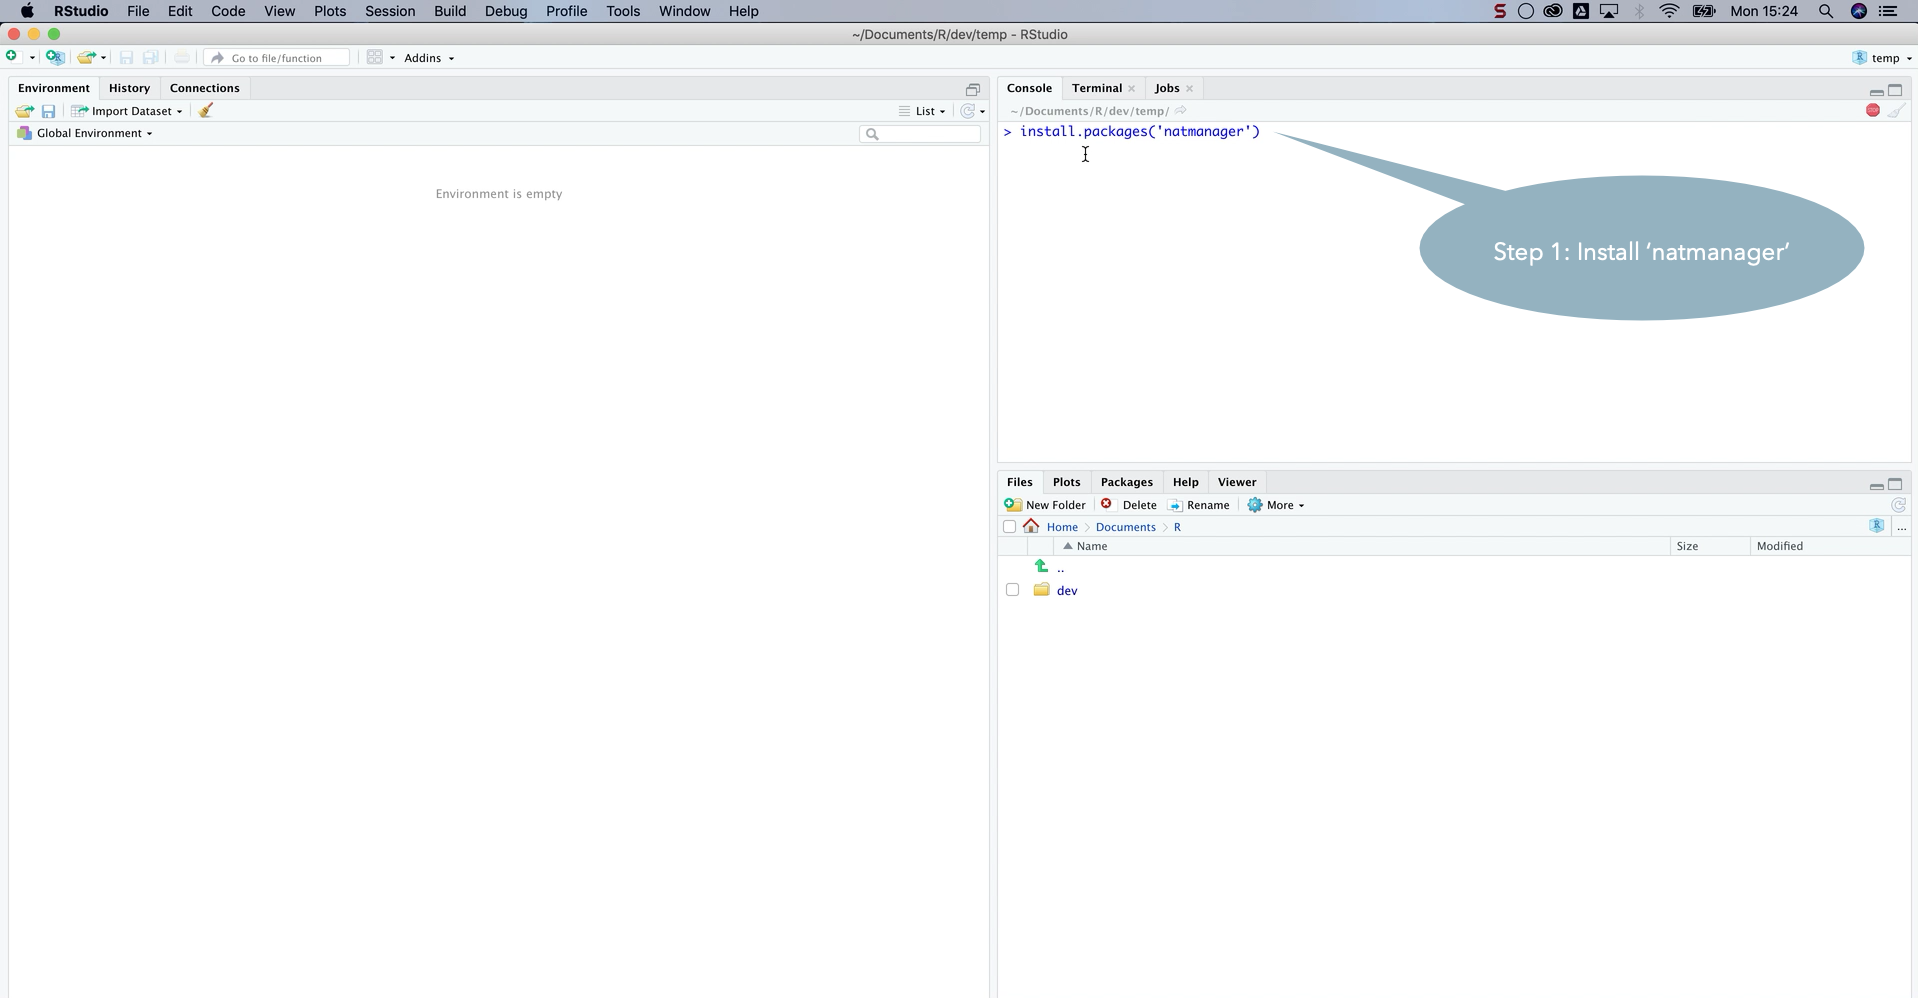 RStudio File Edit Code View Plots Session Build Debug Profile Tools Window Help S Mon 15:24
~/Documents/R/dev/temp - RStudio
Go to file/function Addins temp
Environment History Connections
Import Dataset List
Global Environment
Environment is empty
Console Terminal Jobs
~/Documents/R/dev/temp/
> install.packages('natmanager')
Step 1: Install ‘natmanager’
Files Plots Packages Help Viewer
New Folder Delete Rename More
Home Documents R ...
Name Size Modified
..
dev